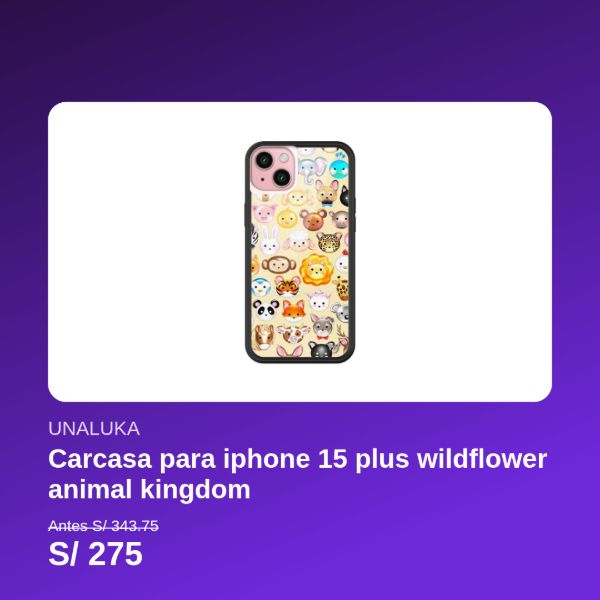 UNALUKA
Carcasa para iphone 15 plus wildflower
animal kingdom
Antes S/ 343.75
S/ 275